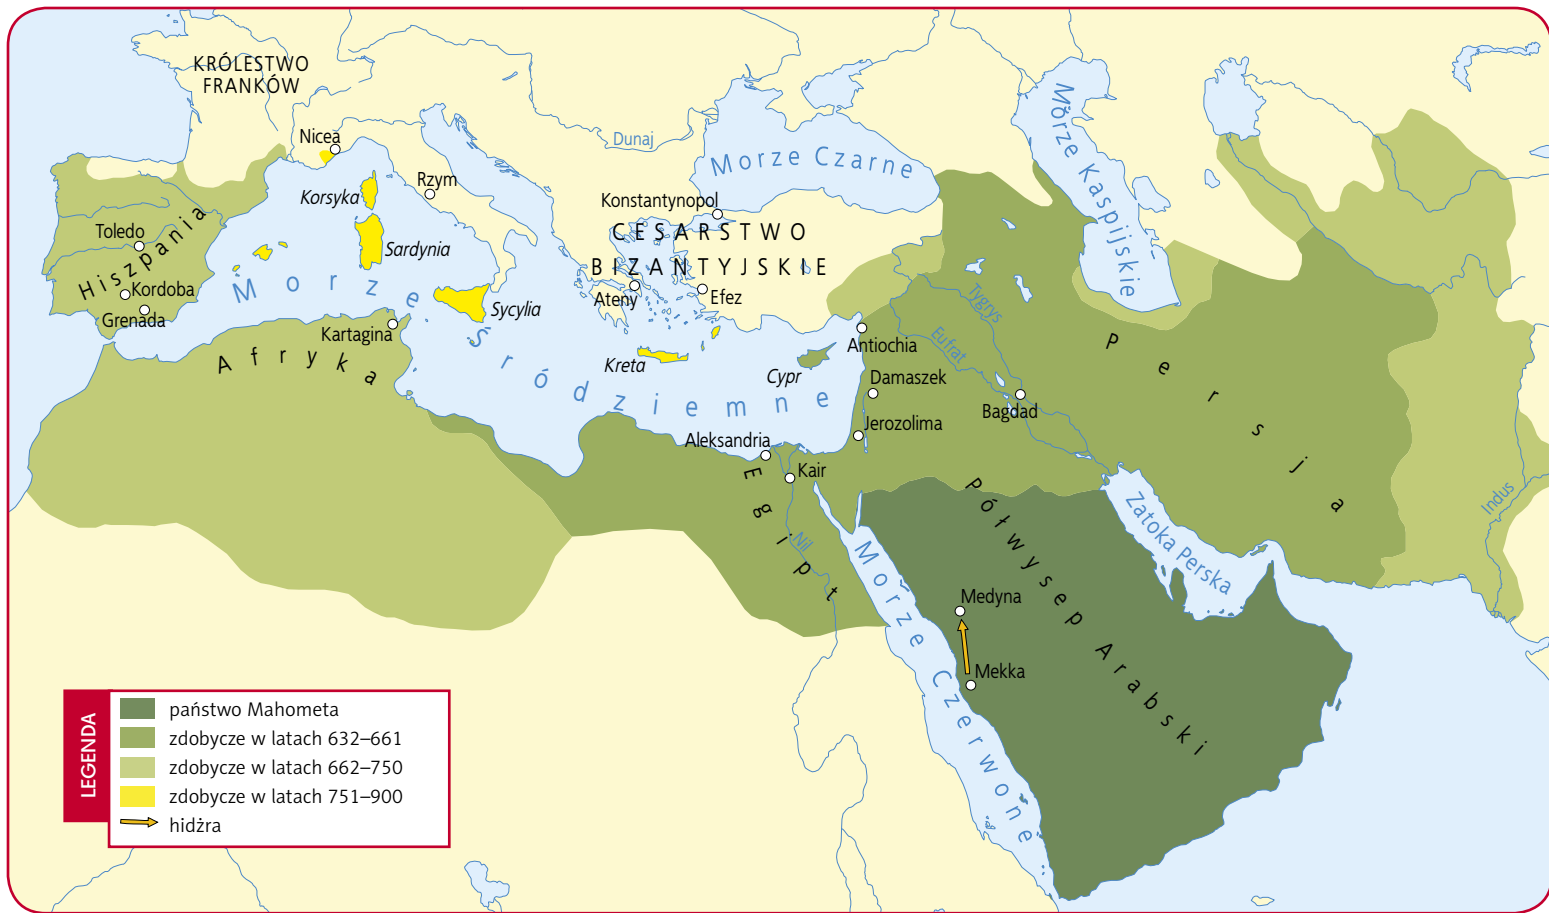 KRÓLESTWO
FRANKÓW
Nicea
Korsyka
Rzym
Sardynia
Sycylia
Toledo
Hiszpania
Kordoba
Grenada
Kartagina
Afryka
Morze Śródziemne
Dunaj
Morze Czarne
Morze Kaspijskie
Konstantynopol
CESARSTWO
BIZANTYJSKIE
Ateny
Efez
Kreta
Cypr
Antiochia
Damaszek
Jerozolima
Aleksandria
Kair
Egipt
Nil
Tygrys
Eufrat
Bagdad
Persja
Indus
Zatoka Perska
Półwysep Arabski
Morze Czerwone
Medyna
Mekka
LEGENDA
państwo Mahometa
zdobycze w latach 632–661
zdobycze w latach 662–750
zdobycze w latach 751–900
hidżra